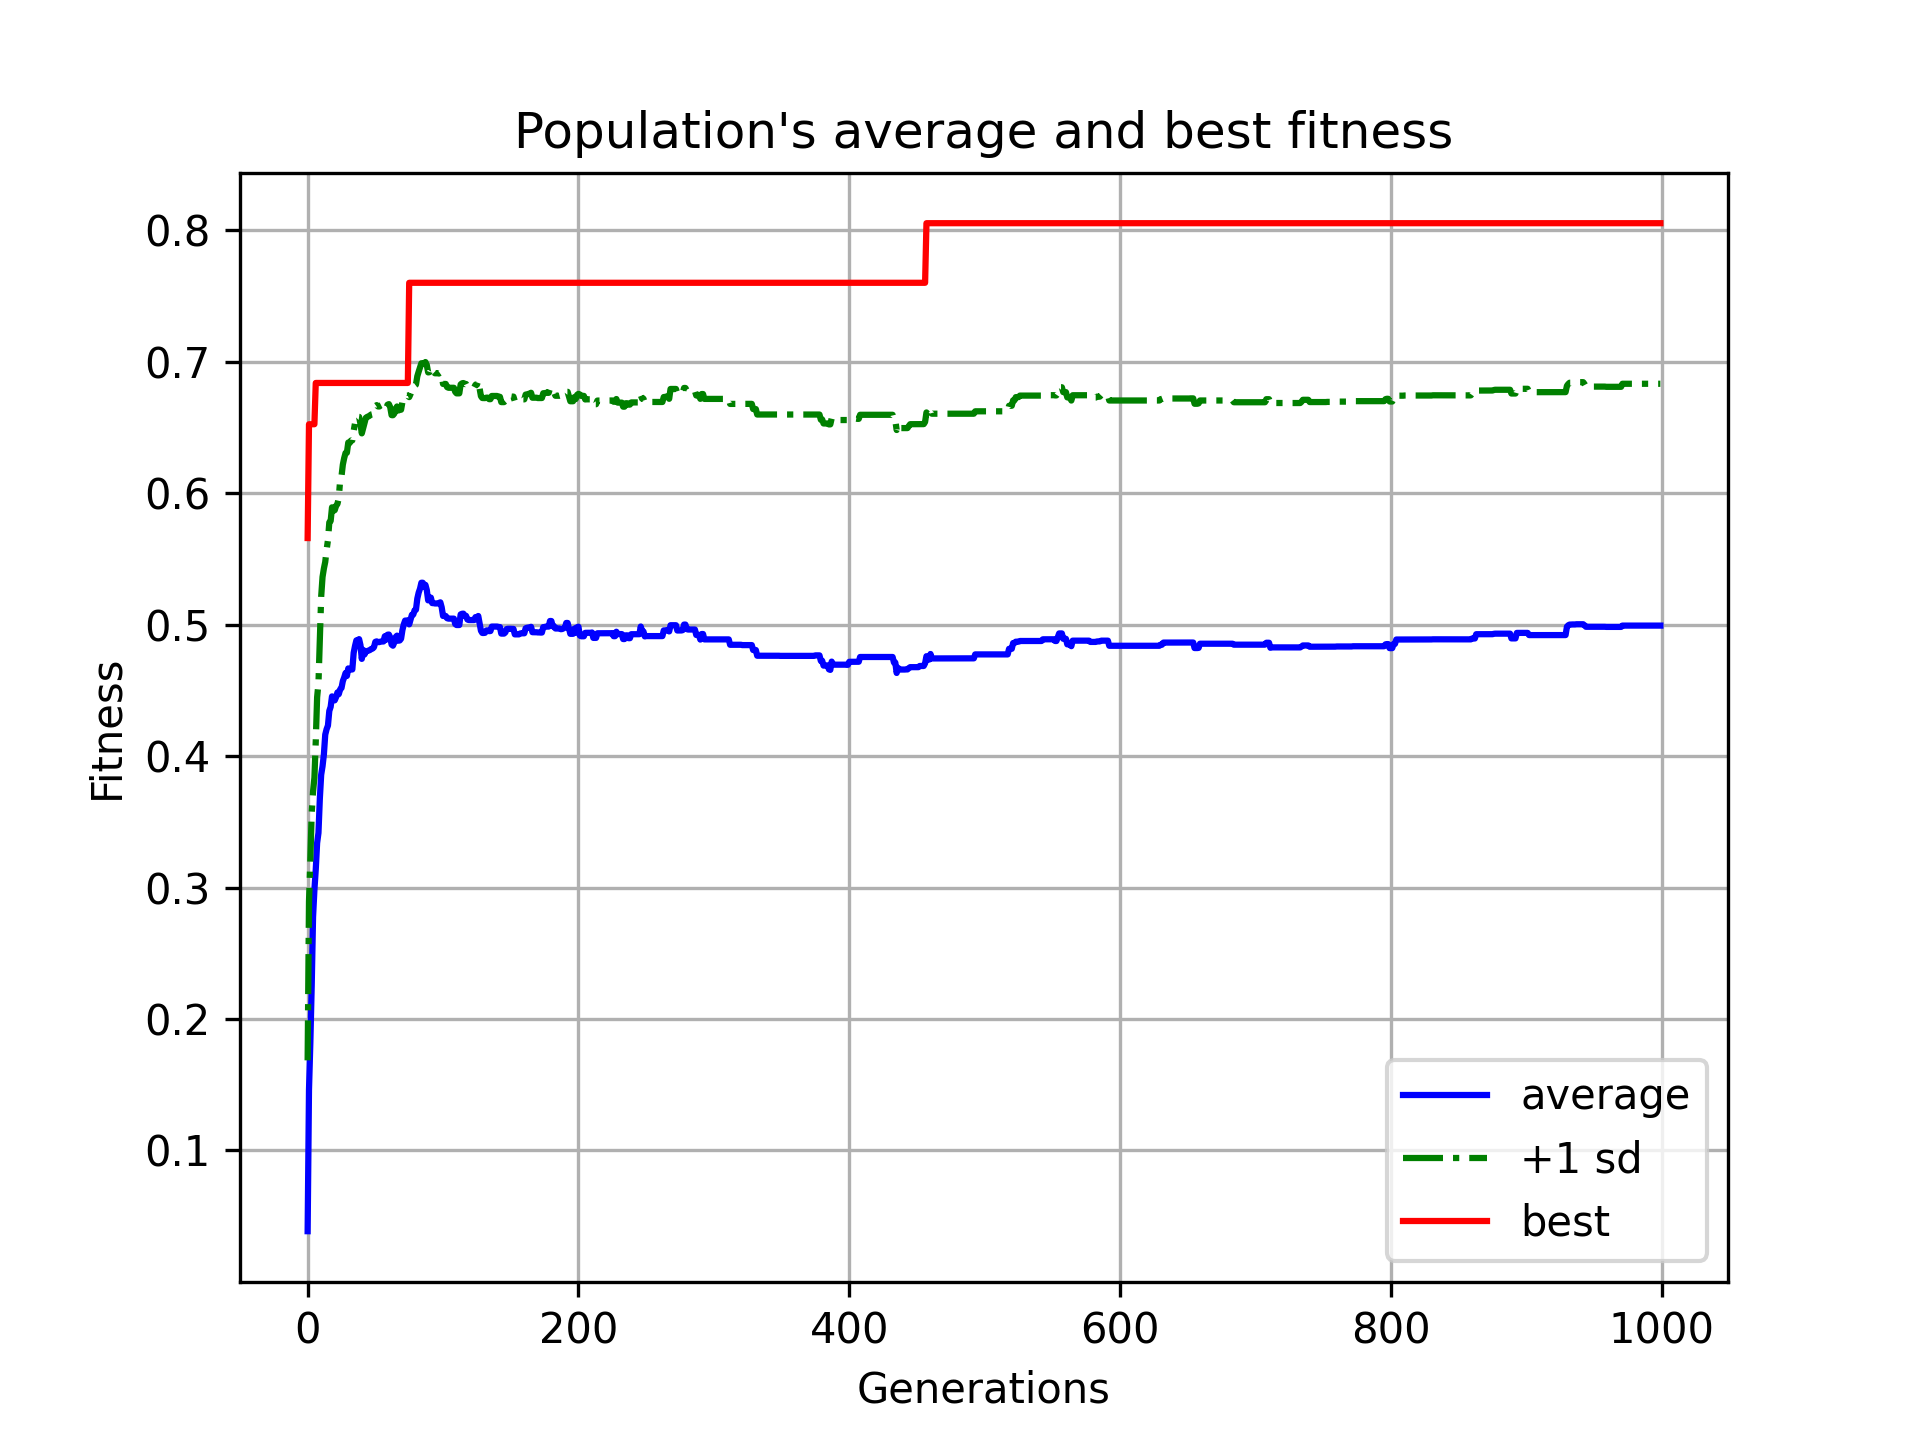 Population's average and best fitness
Fitness
0.8
0.7
0.6
0.5
0.4
0.3
0.2
0.1
average
+1 sd
best
0 200 400 600 800 1000
Generations